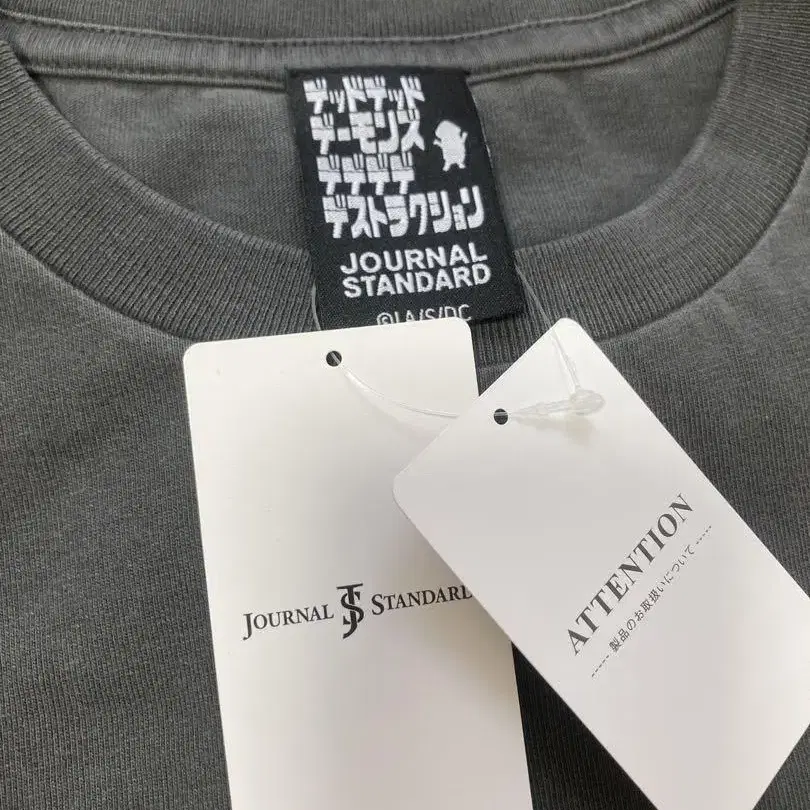 デッドデッド
デーモンズ
デデデデ
デストラクション
JOURNAL
STANDARD
©IA/S/DC
JOURNAL JS STANDARD
ATTENTION
----- 製品のお取扱いについて -----